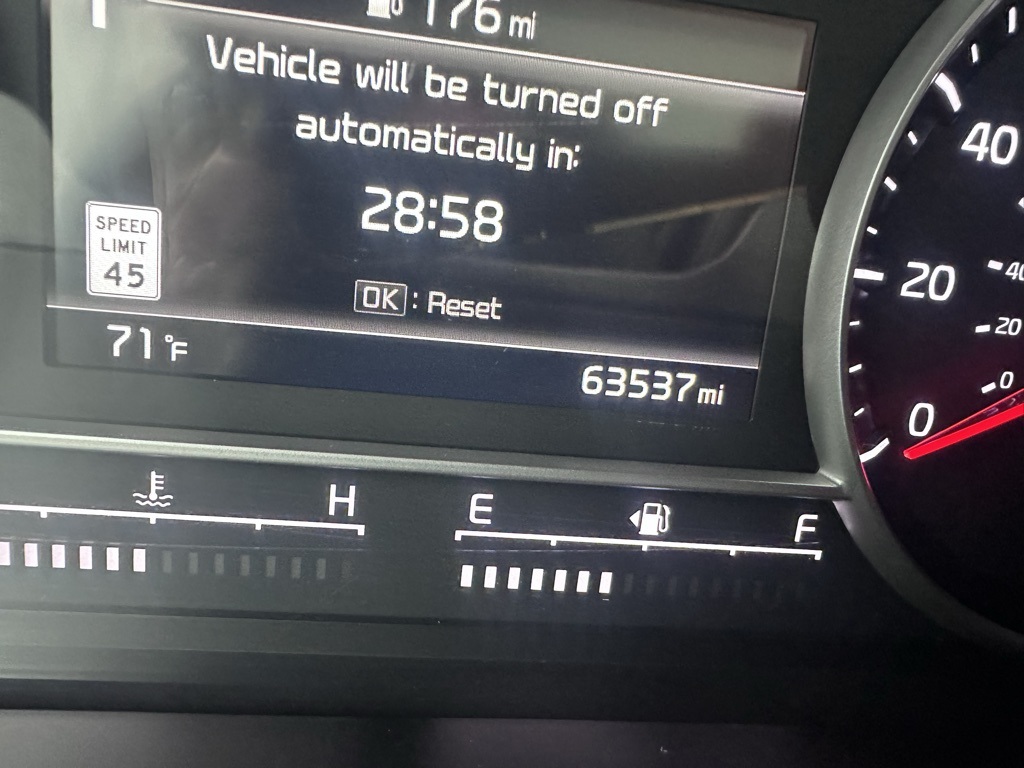 176 mi
Vehicle will be turned off
automatically in:
28:58
SPEED
LIMIT
45
OK : Reset
71°F
63537 mi
H
E
F
40
20
0
40
20
0